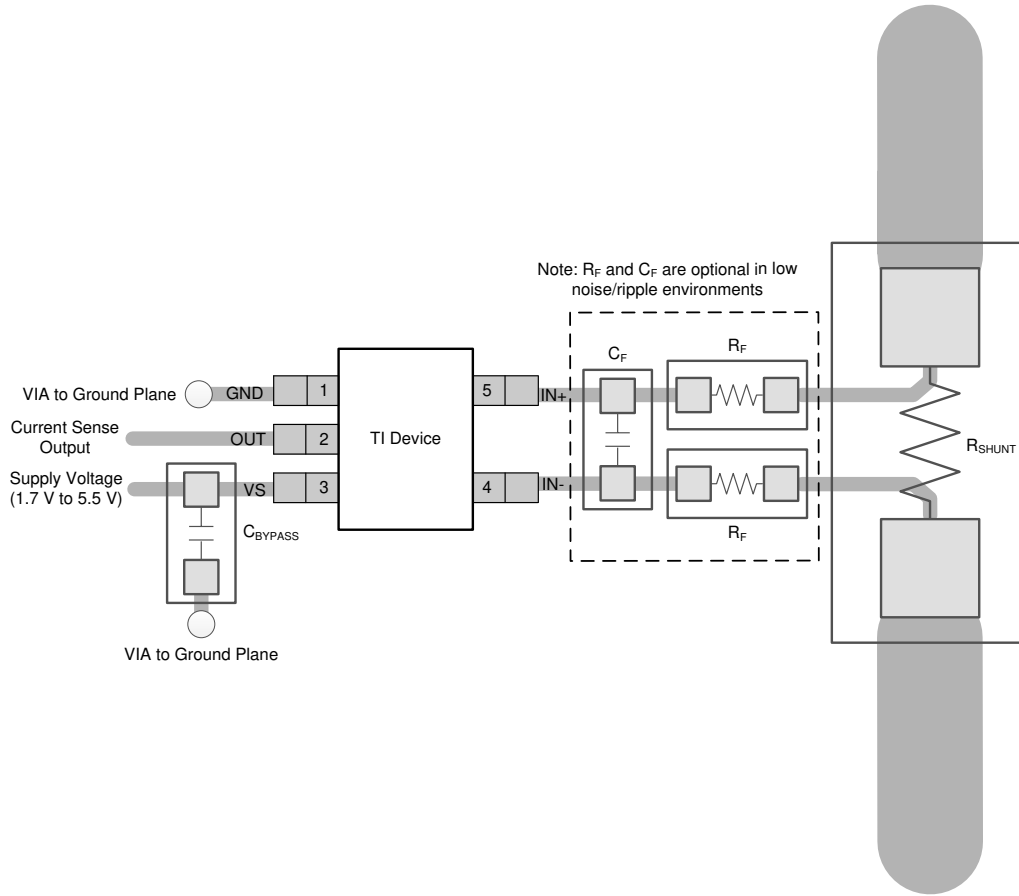 Note: RF and CF are optional in low
noise/ripple environments
CF
RF
VIA to Ground Plane
GND
1
5
IN+
Current Sense
Output
OUT
2
TI Device
RSHUNT
Supply Voltage
(1.7 V to 5.5 V)
VS
3
4
IN-
CBYPASS
RF
VIA to Ground Plane